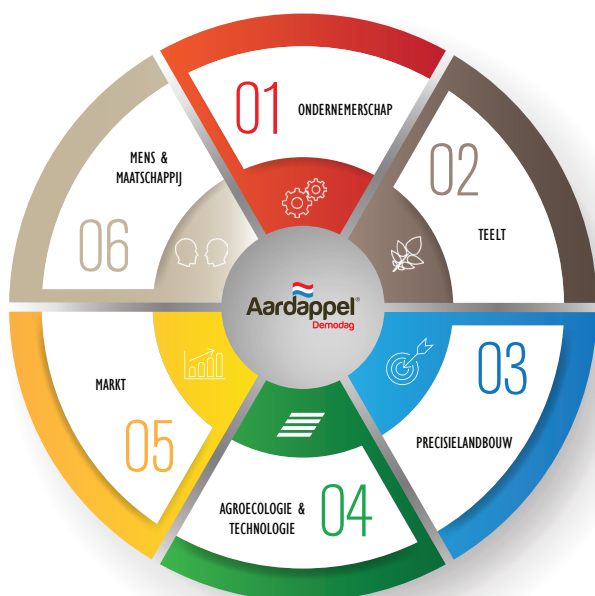 01
ONDERNEMERSCHAP
02
TEELT
03
PRECISIELANDBOUW
04
AGROECOLOGIE &
TECHNOLOGIE
05
MARKT
06
MENS &
MAATSCHAPPIJ
Aardappel®
Demodag